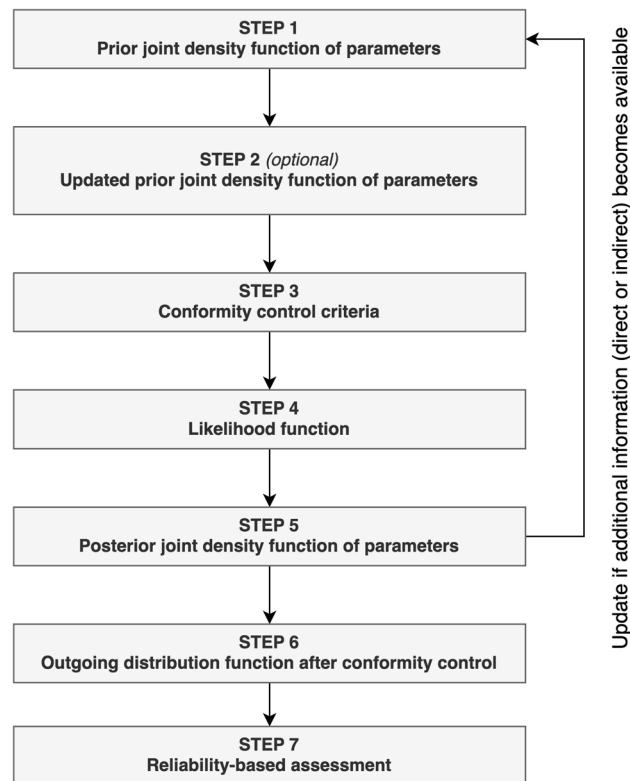 STEP 1
Prior joint density function of parameters
STEP 2 (optional)
Updated prior joint density function of parameters
STEP 3
Conformity control criteria
STEP 4
Likelihood function
STEP 5
Posterior joint density function of parameters
STEP 6
Outgoing distribution function after conformity control
STEP 7
Reliability-based assessment
Update if additional information (direct or indirect) becomes available